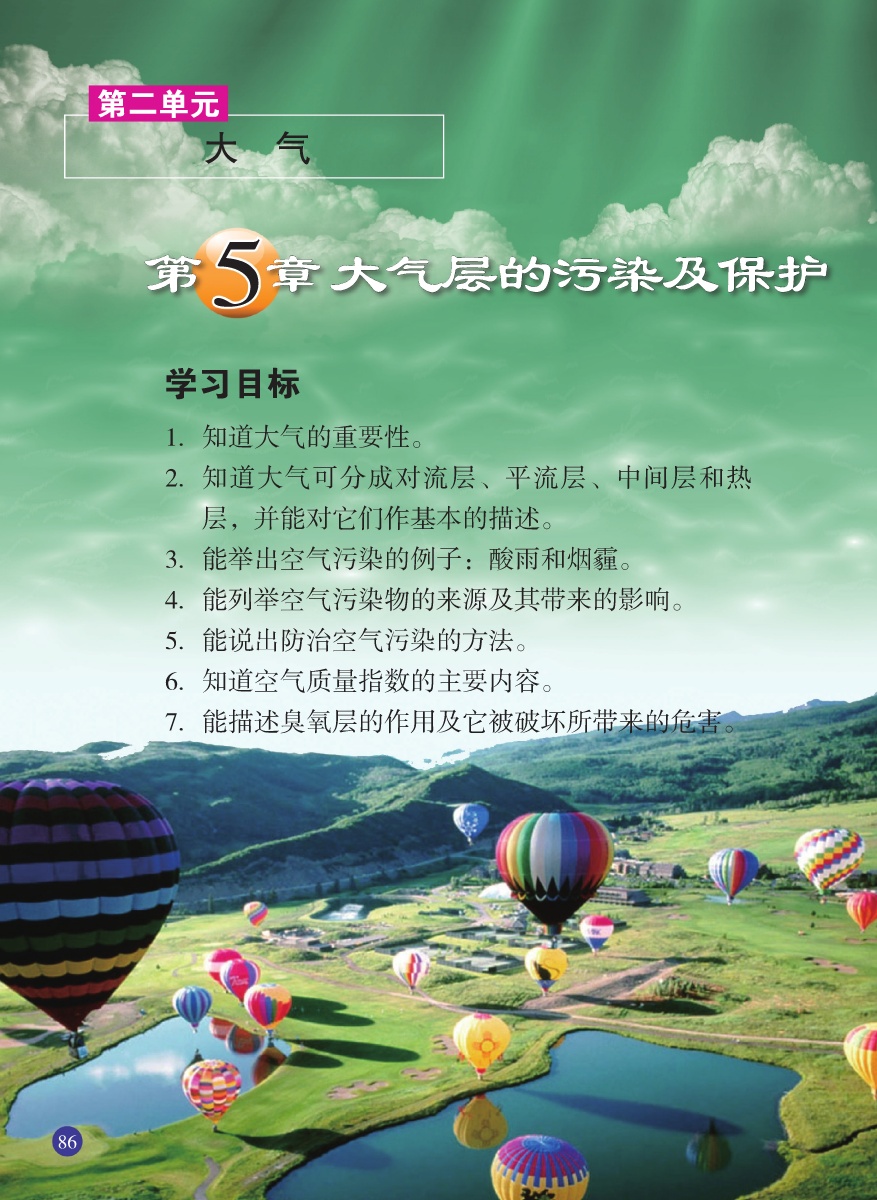 第二单元
大 气
第5章 大气层的污染及保护
学习目标
1. 知道大气的重要性。
2. 知道大气可分成对流层、平流层、中间层和热
层，并能对它们作基本的描述。
3. 能举出空气污染的例子：酸雨和烟霾。
4. 能列举空气污染物的来源及其带来的影响。
5. 能说出防治空气污染的方法。
6. 知道空气质量指数的主要内容。
7. 能描述臭氧层的作用及它被破坏所带来的危害。
86